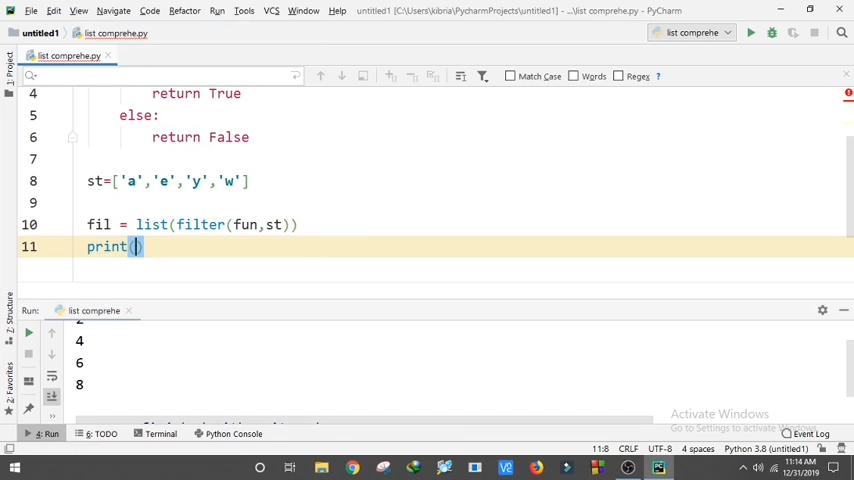 File Edit View Navigate Code Refactor Run Tools VCS Window Help untitled1 [C:\Users\kibria\PycharmProjects\untitled1] - ...\list comprehe.py - PyCharm
untitled1 list comprehe.py list comprehe
list comprehe.py
Match Case Words Regex ?
1: Project
4 return True
5 else:
6 return False
7
8 st=['a','e','y','w']
9
10 fil = list(filter(fun,st))
11 print()
Z: Structure
2: Favorites
Run: list comprehe
4
6
8
Activate Windows
Go to Settings to activate Windows.
4: Run 6: TODO Terminal Python Console Event Log
11:8 CRLF UTF-8 4 spaces Python 3.8 (untitled1)
11:14 AM
12/31/2019